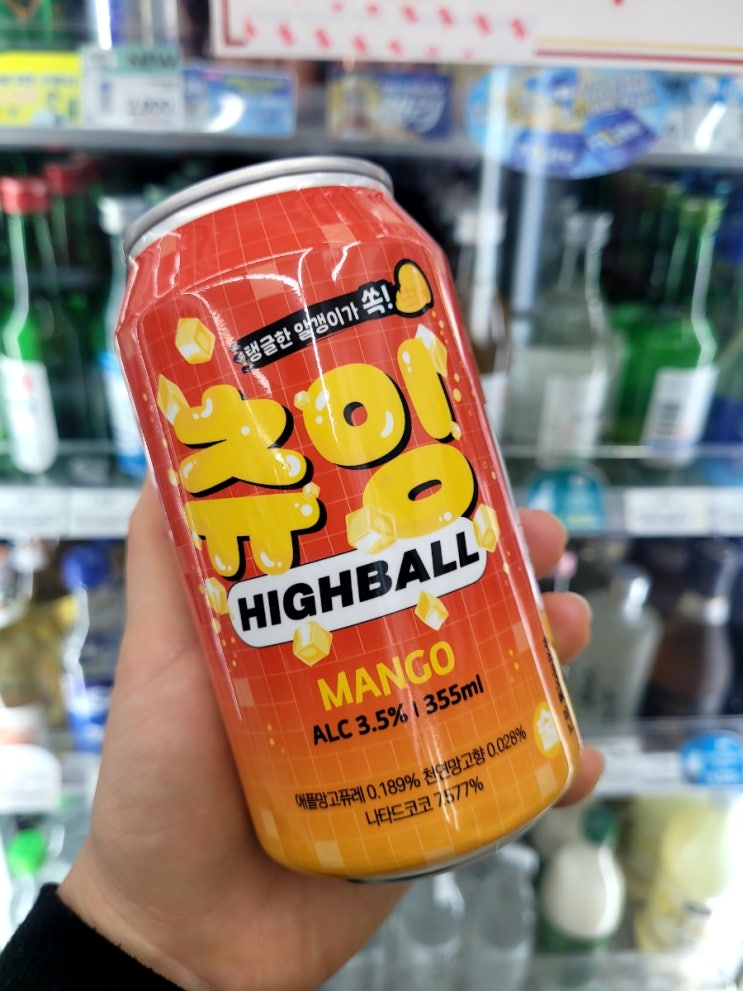 NEW
탱글한 알갱이가 쏙!
츄잉
HIGHBALL
MANGO
ALC 3.5% | 355ml
애플망고퓨레 0.189% 천연망고향 0.028%
나타드코코 7.577%